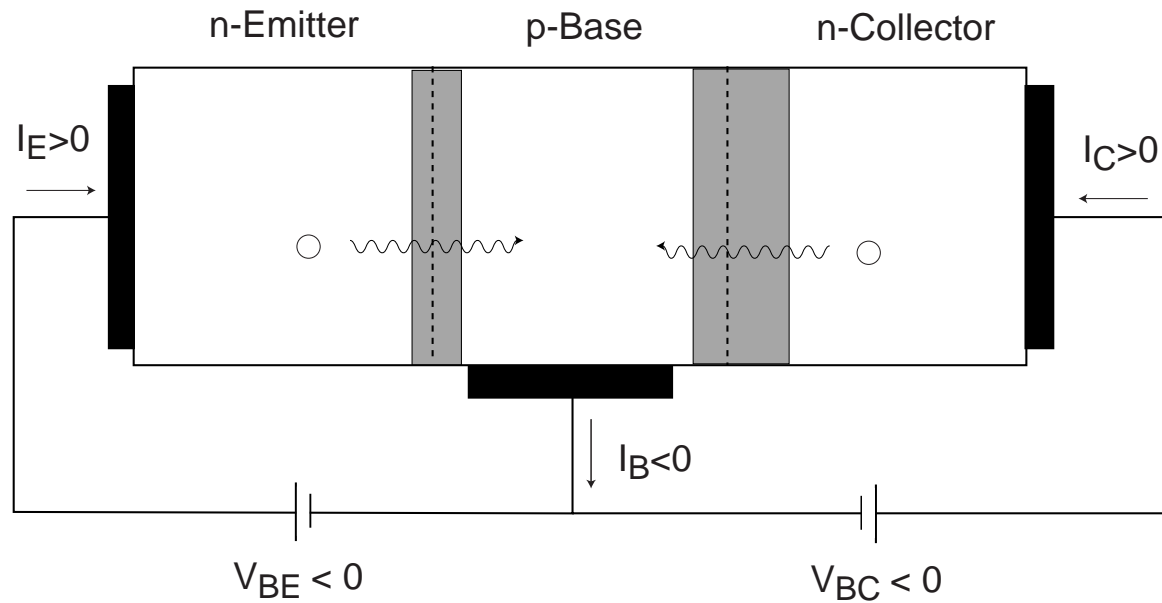 n-Emitter p-Base n-Collector
I_E>0
I_C>0
I_B<0
V_BE < 0
V_BC < 0